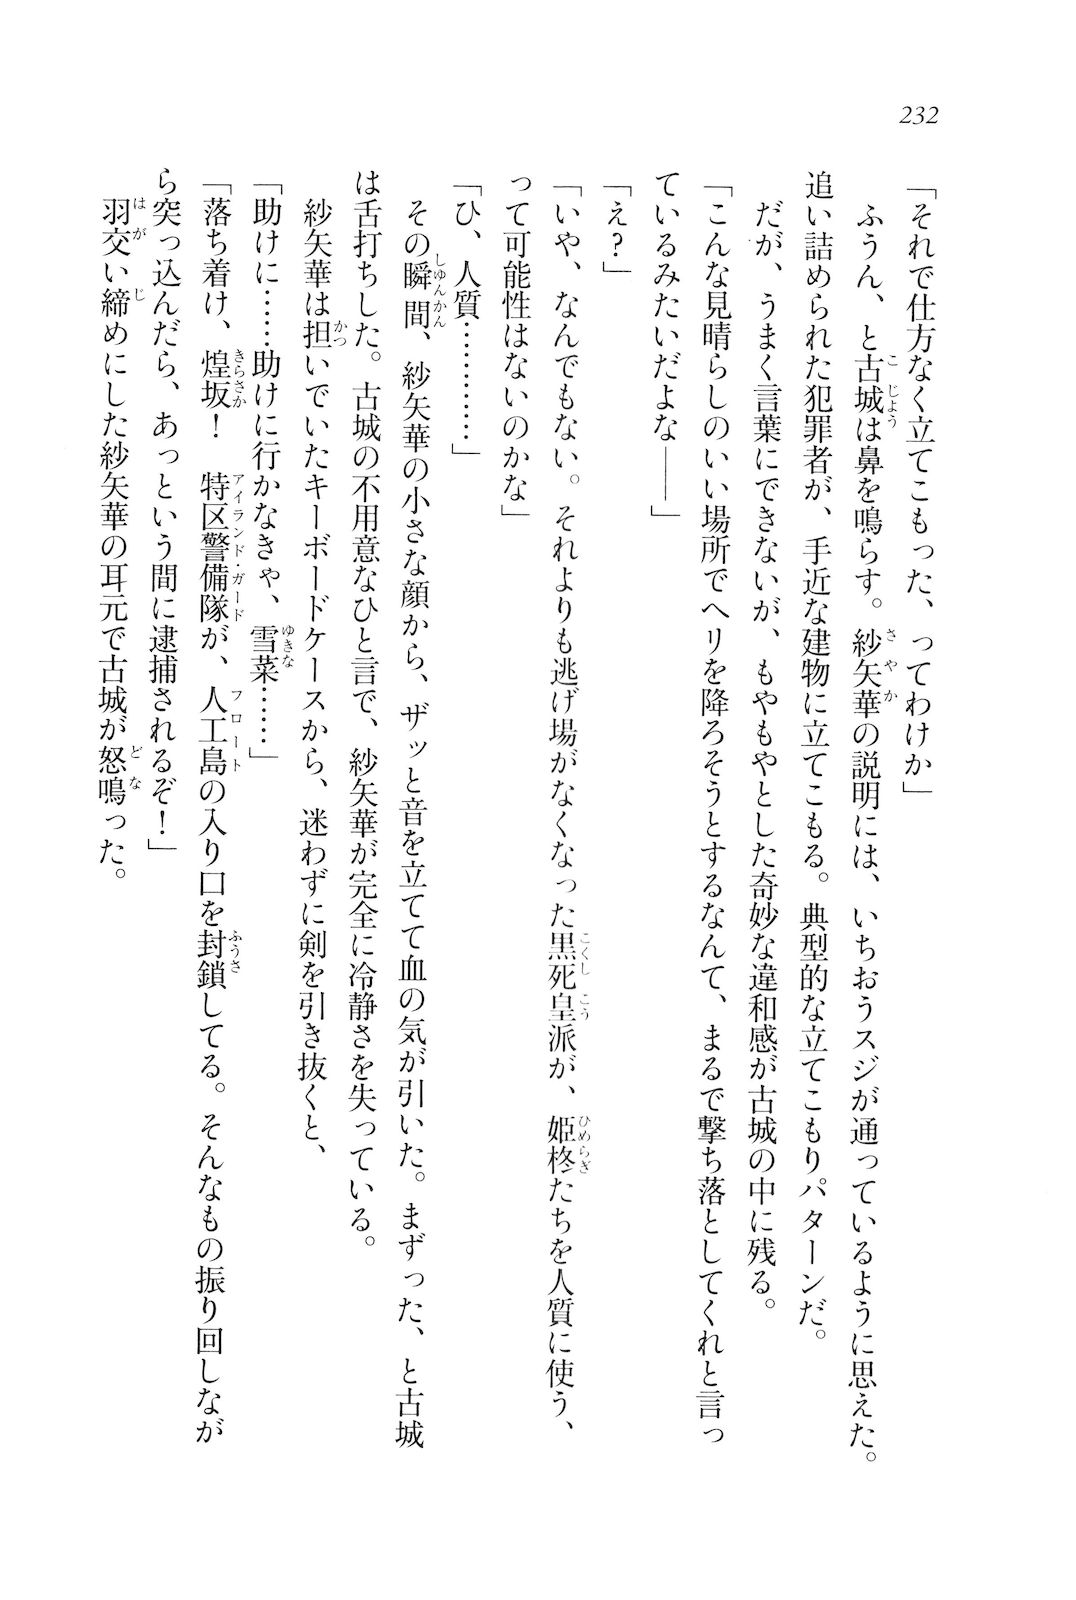 232
「それで仕方なく立てこもった、ってわけか」
ふうん、と古城は鼻を鳴らす。紗矢華の説明には、いちおうスジが通っているように思えた。
追い詰められた犯罪者が、手近な建物に立てこもる。典型的な立てこもりパターンだ。
だが、うまく言葉にできないが、もやもやとした奇妙な違和感が古城の中に残る。
「こんな見晴らしのいい場所でヘリを降ろそうとするなんて、まるで撃ち落としてくれと言っ
ているみたいだよな――」
「え？」
「いや、なんでもない。それよりも逃げ場がなくなった黒死皇派が、姫柊たちを人質に使う、
って可能性はないのかな」
「ひ、人質…………」
その瞬間、紗矢華の小さな顔から、ザッと音を立てて血の気が引いた。まずった、と古城
は舌打ちした。古城の不用意なひと言で、紗矢華が完全に冷静さを失っている。
紗矢華は担いでいたキーボードケースから、迷わずに剣を引き抜くと、
「助けに……助けに行かなきゃ、雪菜……」
「落ち着け、煌坂！　特区警備隊が、人工島の入り口を封鎖してる。そんなもの振り回しなが
ら突っ込んだら、あっという間に逮捕されるぞ！」
羽交い締めにした紗矢華の耳元で古城が怒鳴った。